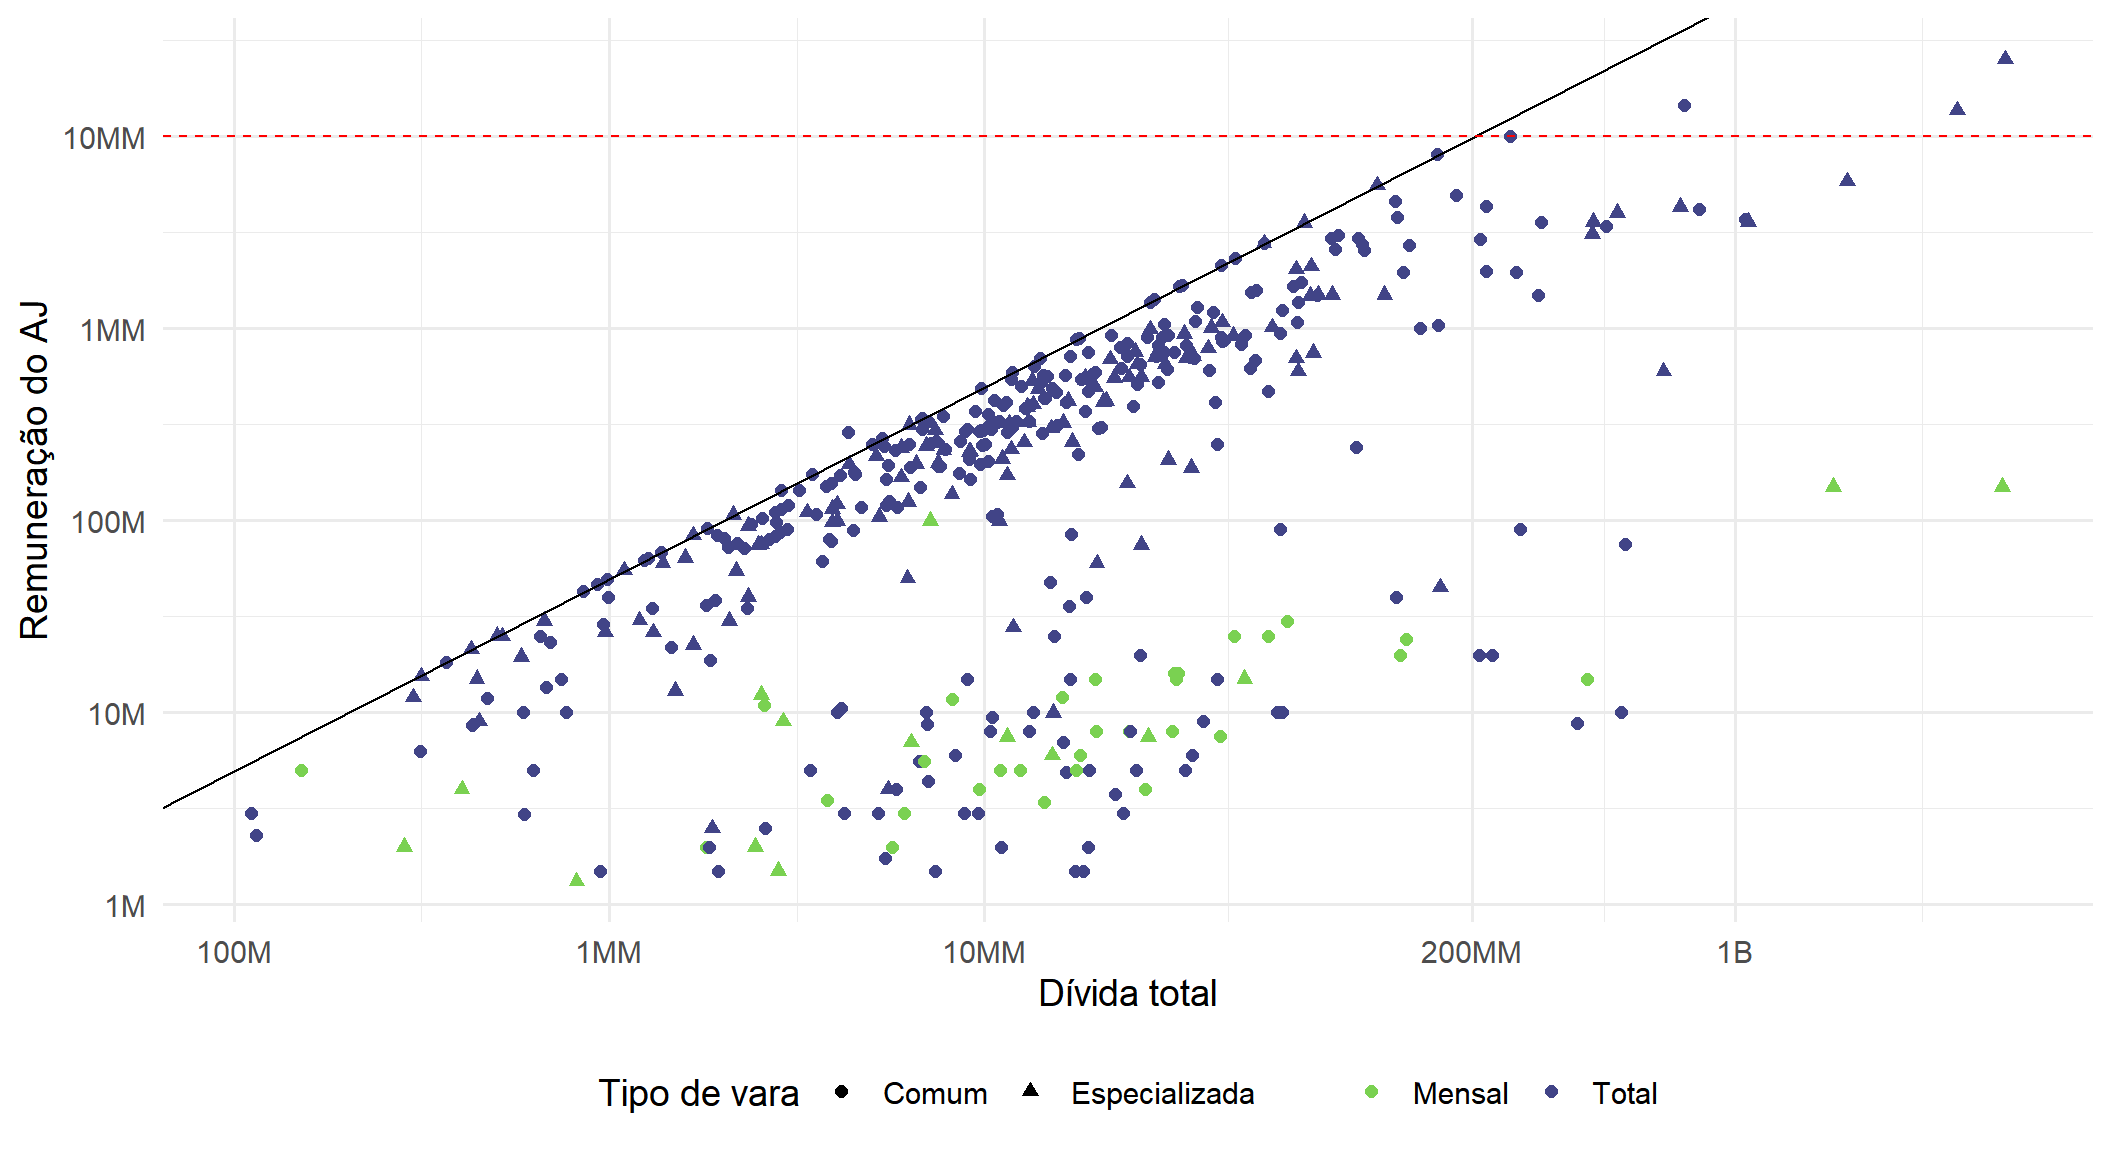 10MM
1MM
100M
10M
1M
Remuneração do AJ
100M
1MM
10MM
200MM
1B
Dívida total
Tipo de vara
Comum
Especializada
Mensal
Total